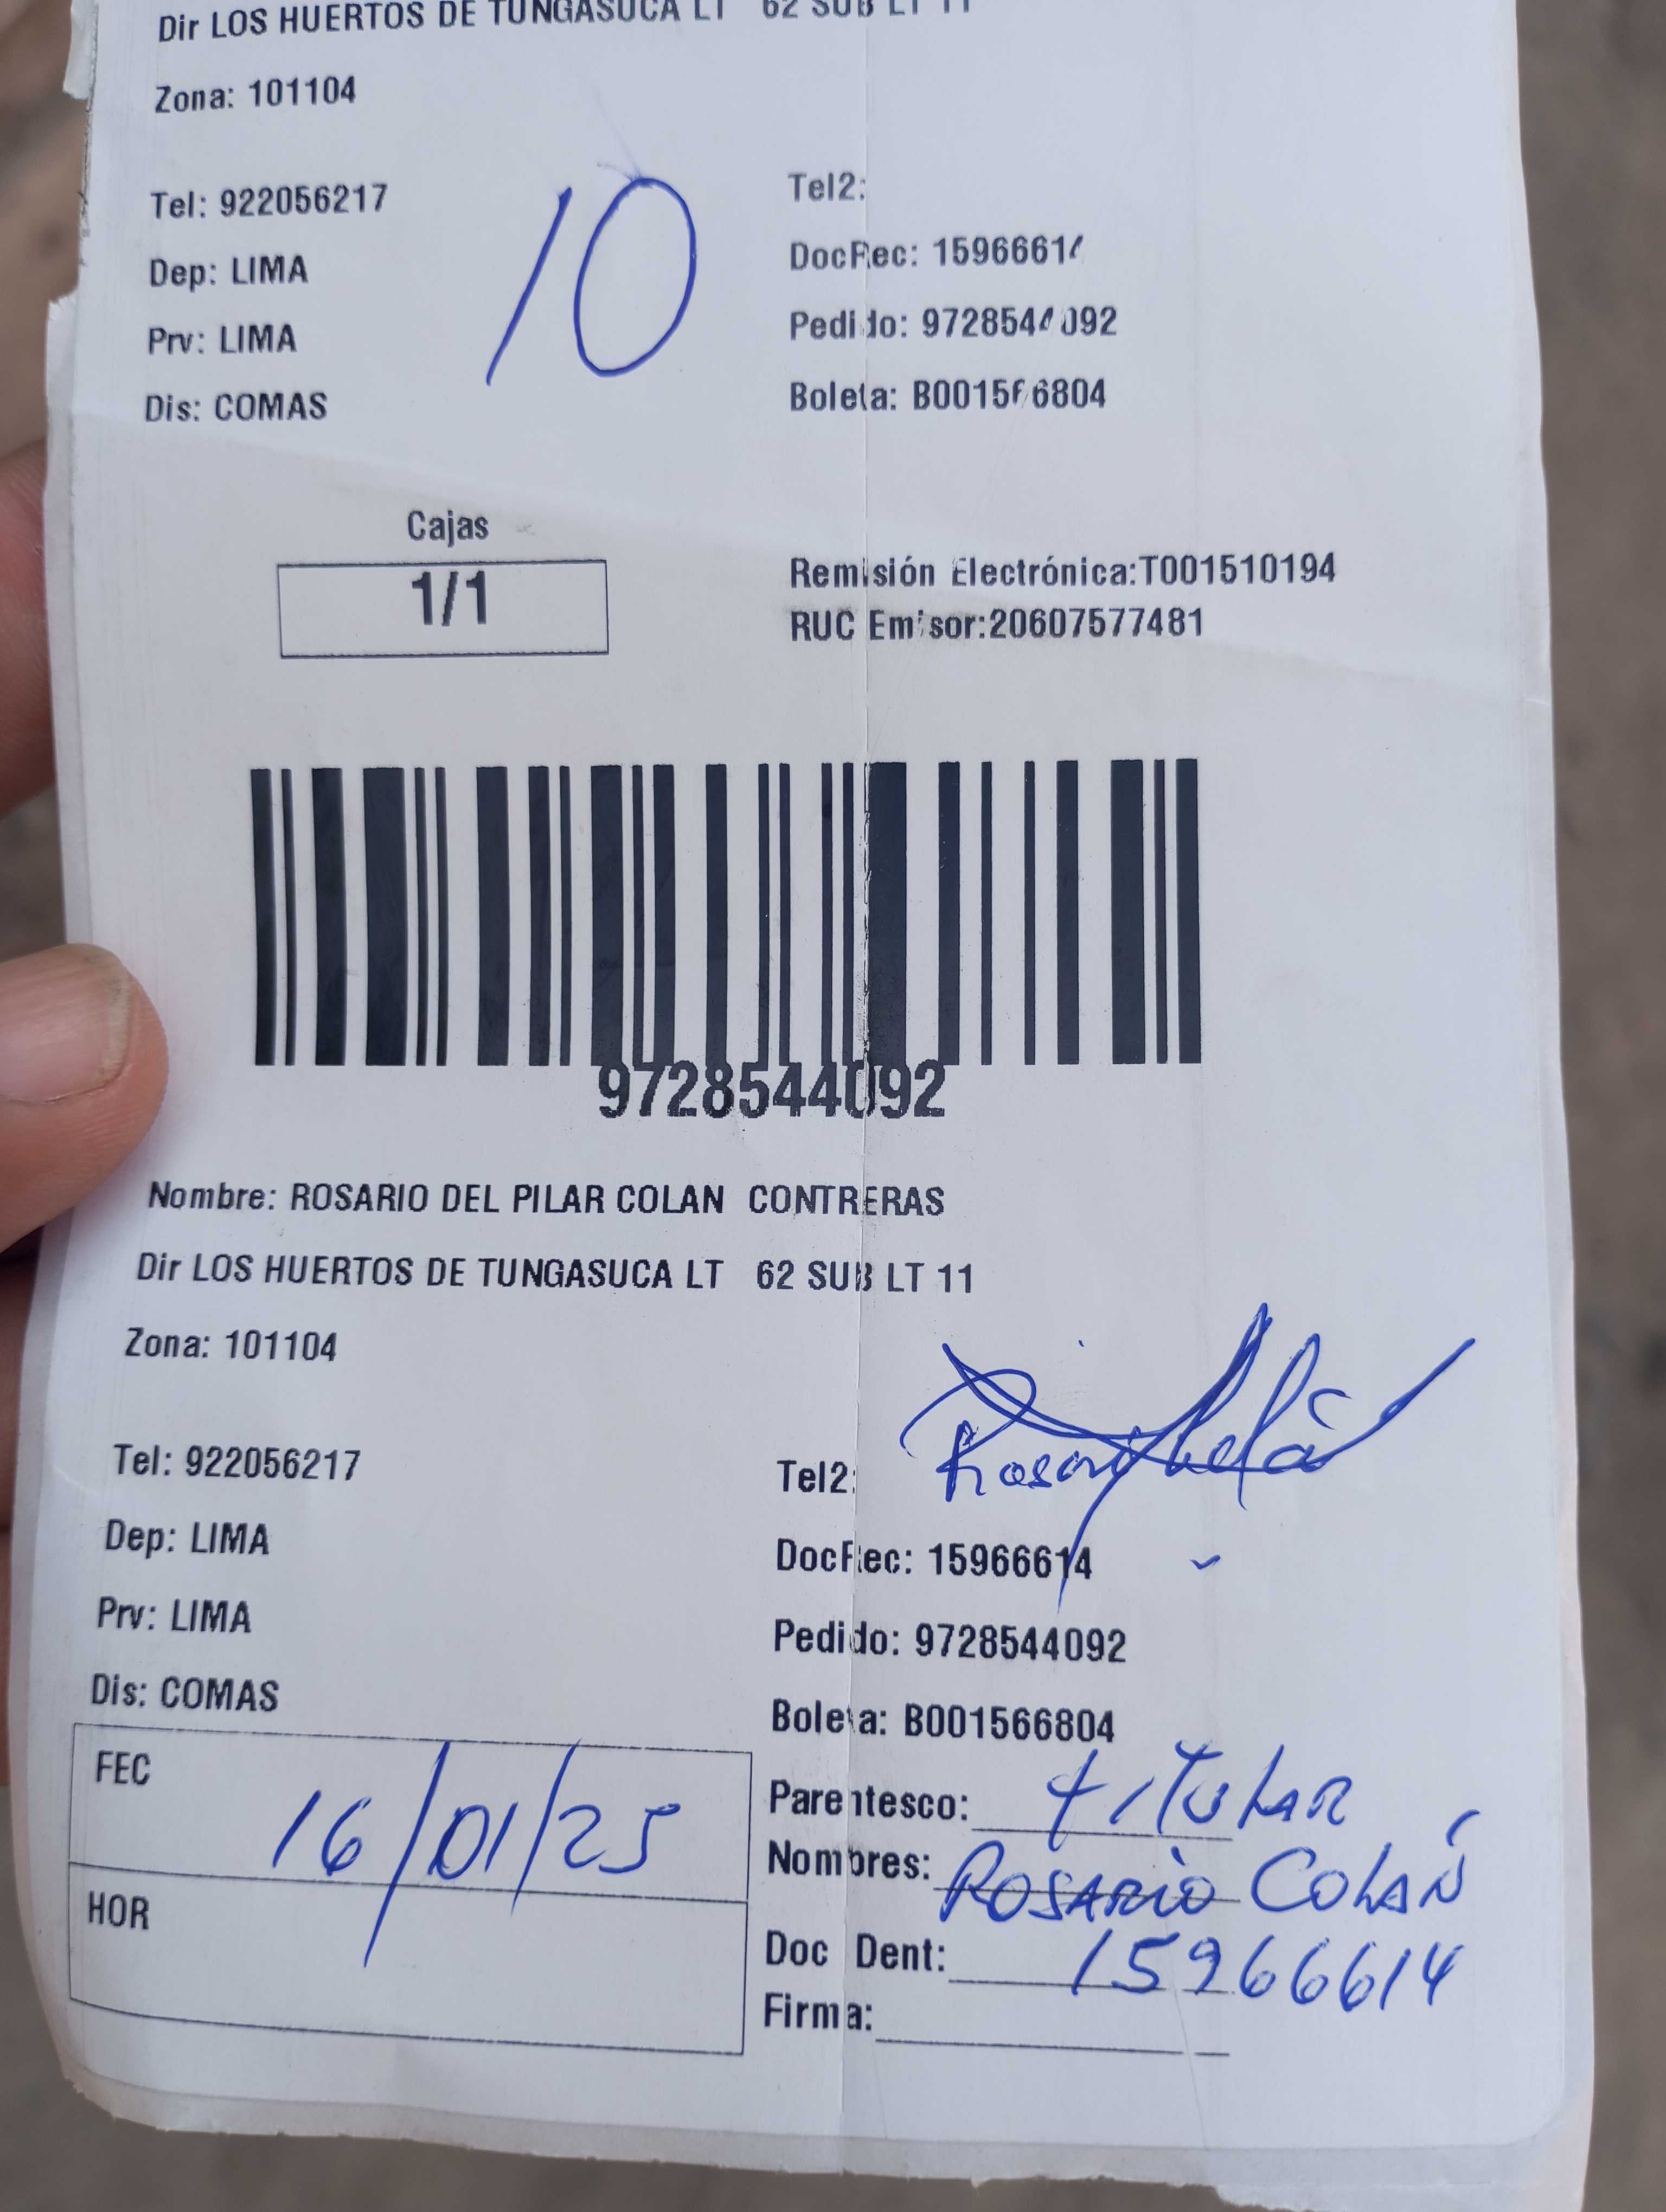 Dir LOS HUERTOS DE TUNGASUCA LT 62 SUB LT 11
Zona: 101104
10
Tel: 922056217
Tel2:
Dep: LIMA
DocRec: 15966614
Prv: LIMA
Pedido: 9728544092
Dis: COMAS
Boleta: B001566804
Cajas
1/1
Remisión Electrónica:T001510194
RUC Emisor:20607577481
9728544092
Nombre: ROSARIO DEL PILAR COLAN CONTRERAS
Dir LOS HUERTOS DE TUNGASUCA LT 62 SUB LT 11
Zona: 101104
Tel: 922056217
Tel2:
Dep: LIMA
DocRec: 15966614
Prv: LIMA
Pedido: 9728544092
Dis: COMAS
Boleta: B001566804
FEC 16/01/25
HOR
Parentesco: TITULAR
Nombres: ROSARIO COLÁN
Doc Dent: 15966614
Firma: